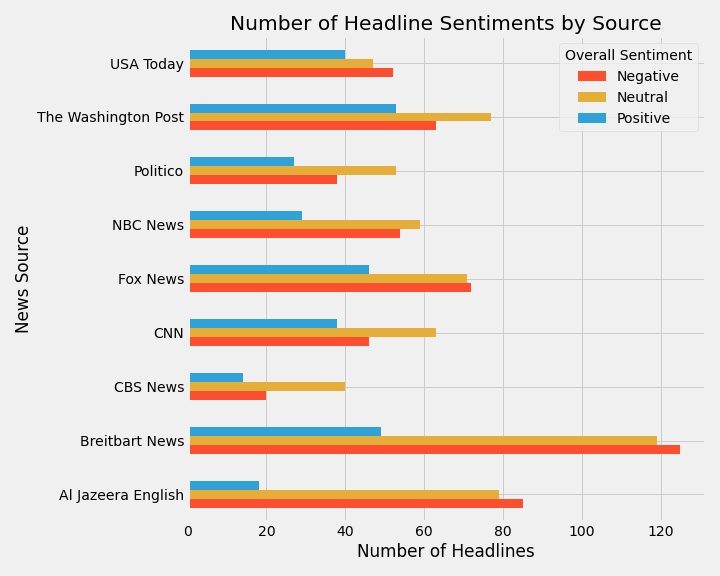 Number of Headline Sentiments by Source
Overall Sentiment
Negative
Neutral
Positive
News Source
USA Today
The Washington Post
Politico
NBC News
Fox News
CNN
CBS News
Breitbart News
Al Jazeera English
0 20 40 60 80 100 120
Number of Headlines